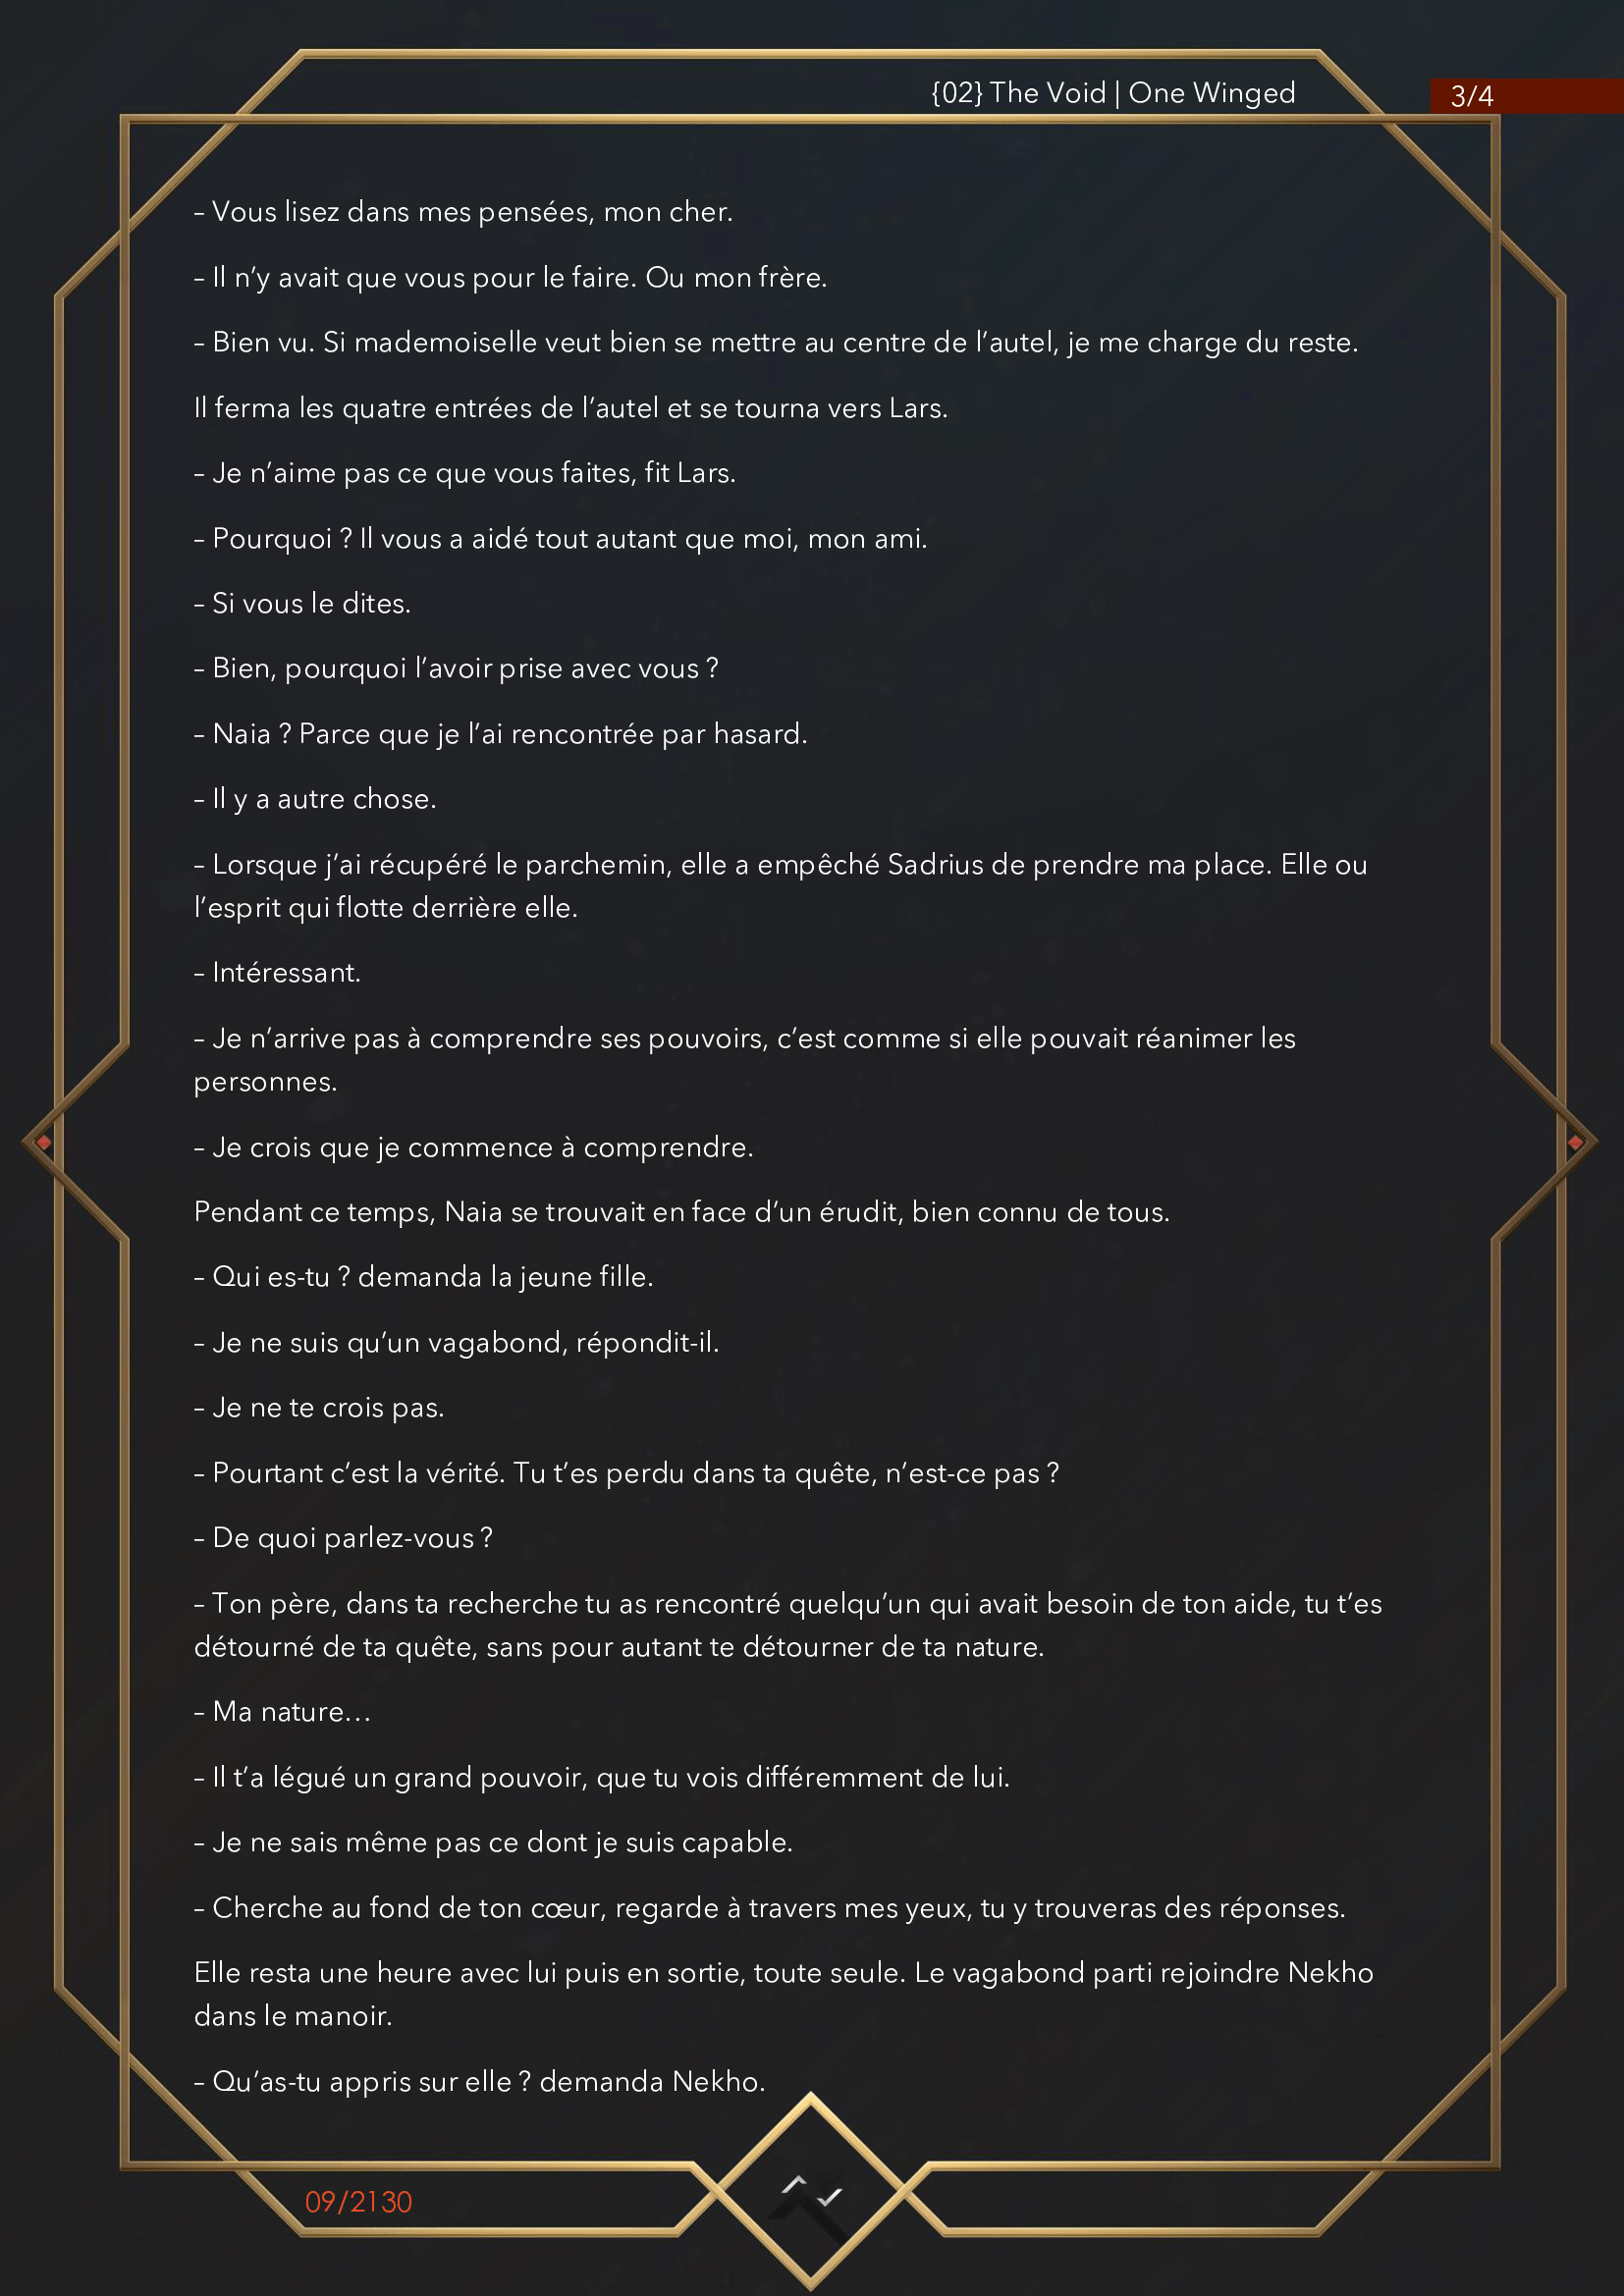 {02} The Void | One Winged
3/4
– Vous lisez dans mes pensées, mon cher.
– Il n’y avait que vous pour le faire. Ou mon frère.
– Bien vu. Si mademoiselle veut bien se mettre au centre de l’autel, je me charge du reste.
Il ferma les quatre entrées de l’autel et se tourna vers Lars.
– Je n’aime pas ce que vous faites, fit Lars.
– Pourquoi ? Il vous a aidé tout autant que moi, mon ami.
– Si vous le dites.
– Bien, pourquoi l’avoir prise avec vous ?
– Naia ? Parce que je l’ai rencontrée par hasard.
– Il y a autre chose.
– Lorsque j’ai récupéré le parchemin, elle a empêché Sadrius de prendre ma place. Elle ou
l’esprit qui flotte derrière elle.
– Intéressant.
– Je n’arrive pas à comprendre ses pouvoirs, c’est comme si elle pouvait réanimer les
personnes.
– Je crois que je commence à comprendre.
Pendant ce temps, Naia se trouvait en face d’un érudit, bien connu de tous.
– Qui es-tu ? demanda la jeune fille.
– Je ne suis qu’un vagabond, répondit-il.
– Je ne te crois pas.
– Pourtant c’est la vérité. Tu t’es perdu dans ta quête, n’est-ce pas ?
– De quoi parlez-vous ?
– Ton père, dans ta recherche tu as rencontré quelqu’un qui avait besoin de ton aide, tu t’es
détourné de ta quête, sans pour autant te détourner de ta nature.
– Ma nature…
– Il t’a légué un grand pouvoir, que tu vois différemment de lui.
– Je ne sais même pas ce dont je suis capable.
– Cherche au fond de ton cœur, regarde à travers mes yeux, tu y trouveras des réponses.
Elle resta une heure avec lui puis en sortie, toute seule. Le vagabond parti rejoindre Nekho
dans le manoir.
– Qu’as-tu appris sur elle ? demanda Nekho.
09/2130